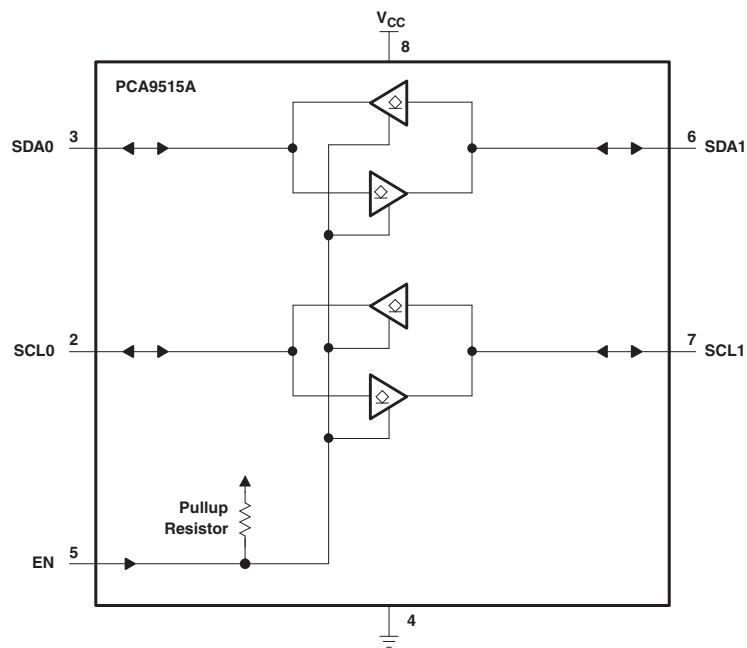 VCC
8
PCA9515A
SDA0
3
6
SDA1
SCL0
2
7
SCL1
Pullup
Resistor
EN
5
4